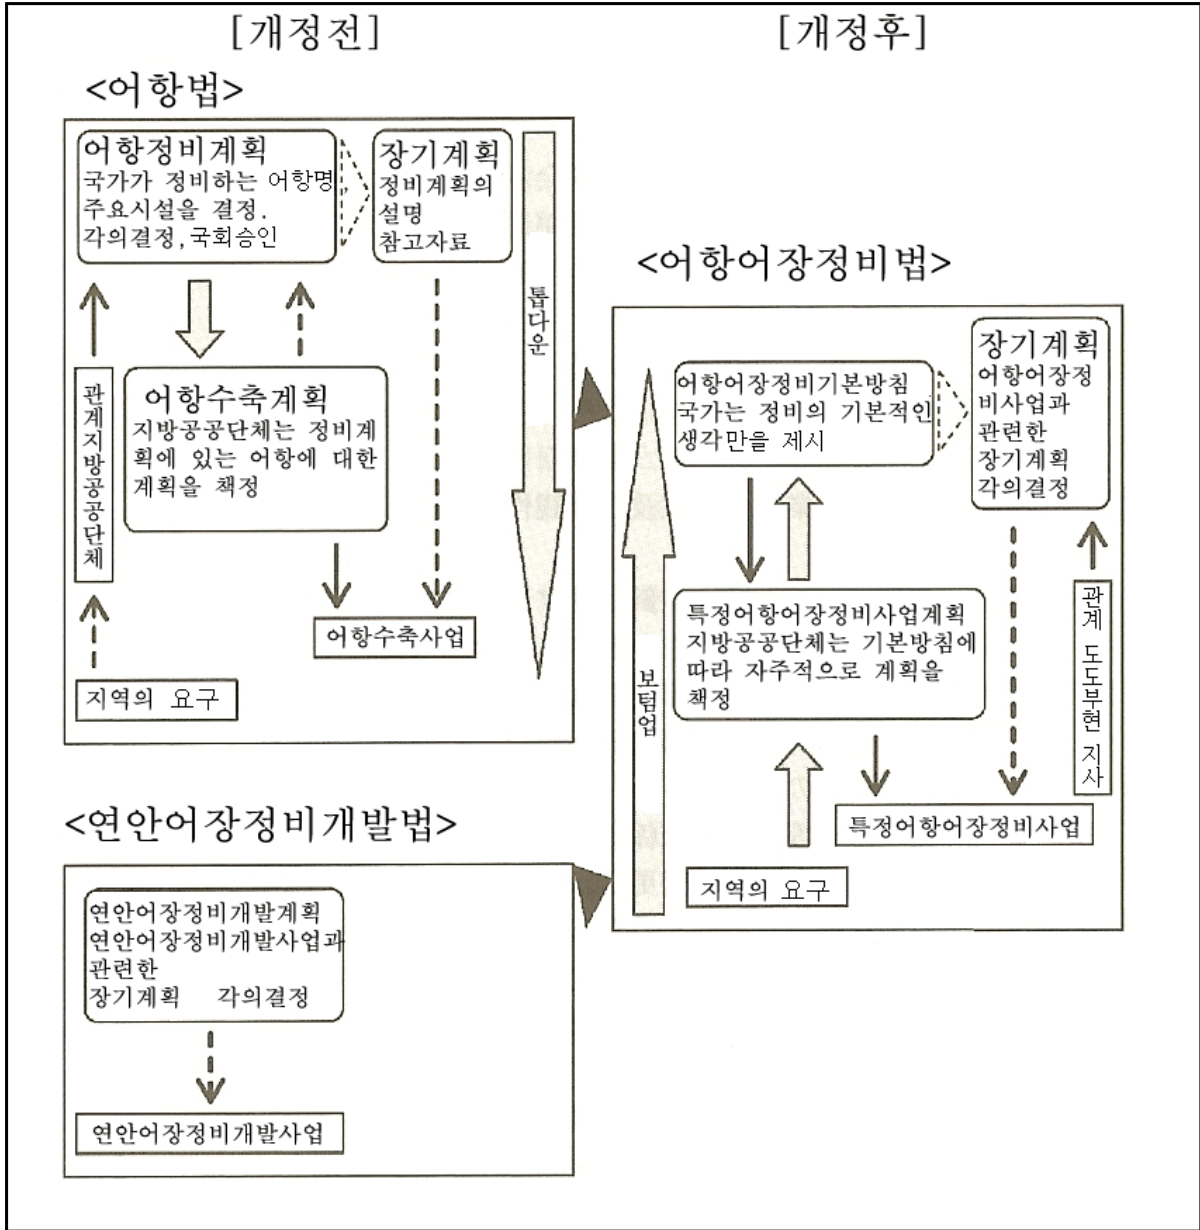 [개정전]
[개정후]
<어항법>
어항정비계획
국가가 정비하는 어항명,
주요시설을 결정.
각의결정,국회승인
장기계획
정비계획의
설명
참고자료
톱다운
관계지방공공단체
어항수축계획
지방공공단체는 정비계
획에 있는 어항에 대한
계획을 책정
어항수축사업
지역의 요구
<어항어장정비법>
어항어장정비기본방침
국가는 정비의 기본적인
생각만을 제시
장기계획
어항어장정
비사업과
관련한
장기계획
각의결정
보텀업
특정어항어장정비사업계획
지방공공단체는 기본방침에
따라 자주적으로 계획을
책정
관계 도도부현 지사
특정어항어장정비사업
지역의 요구
<연안어장정비개발법>
연안어장정비개발계획
연안어장정비개발사업과
관련한
장기계획 각의결정
연안어장정비개발사업